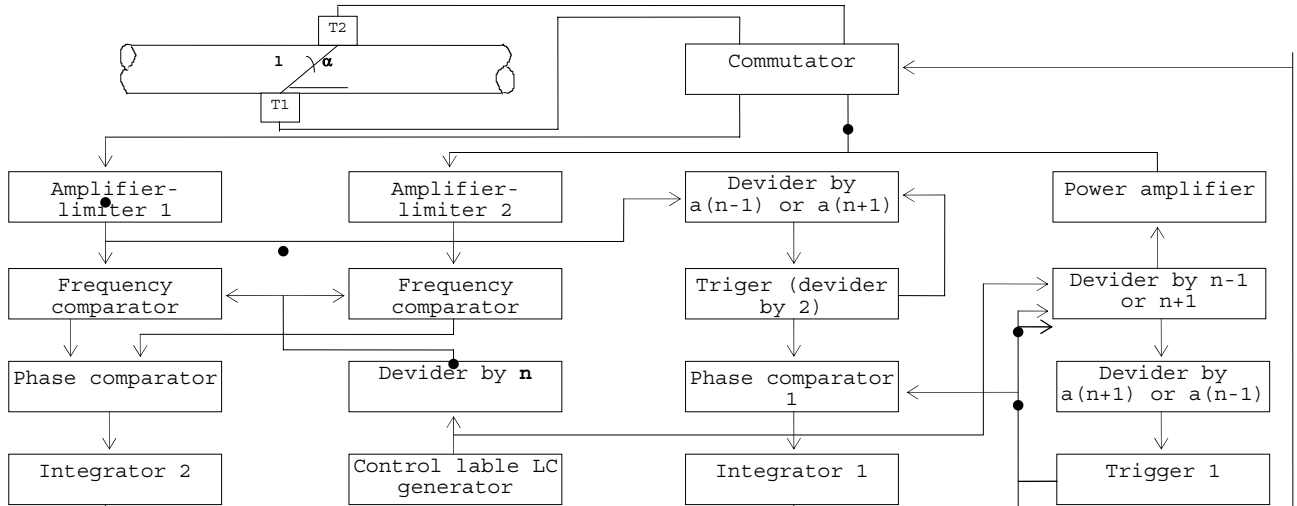 T2
l α
T1
Commutator
Amplifier-
limiter 1
Amplifier-
limiter 2
Devider by
a(n-1) or a(n+1)
Power amplifier
Frequency
comparator
Frequency
comparator
Triger (devider
by 2)
Devider by n-1
or n+1
Phase comparator
Devider by n
Phase comparator
1
Devider by
a(n+1) or a(n-1)
Integrator 2
Control lable LC
generator
Integrator 1
Trigger 1